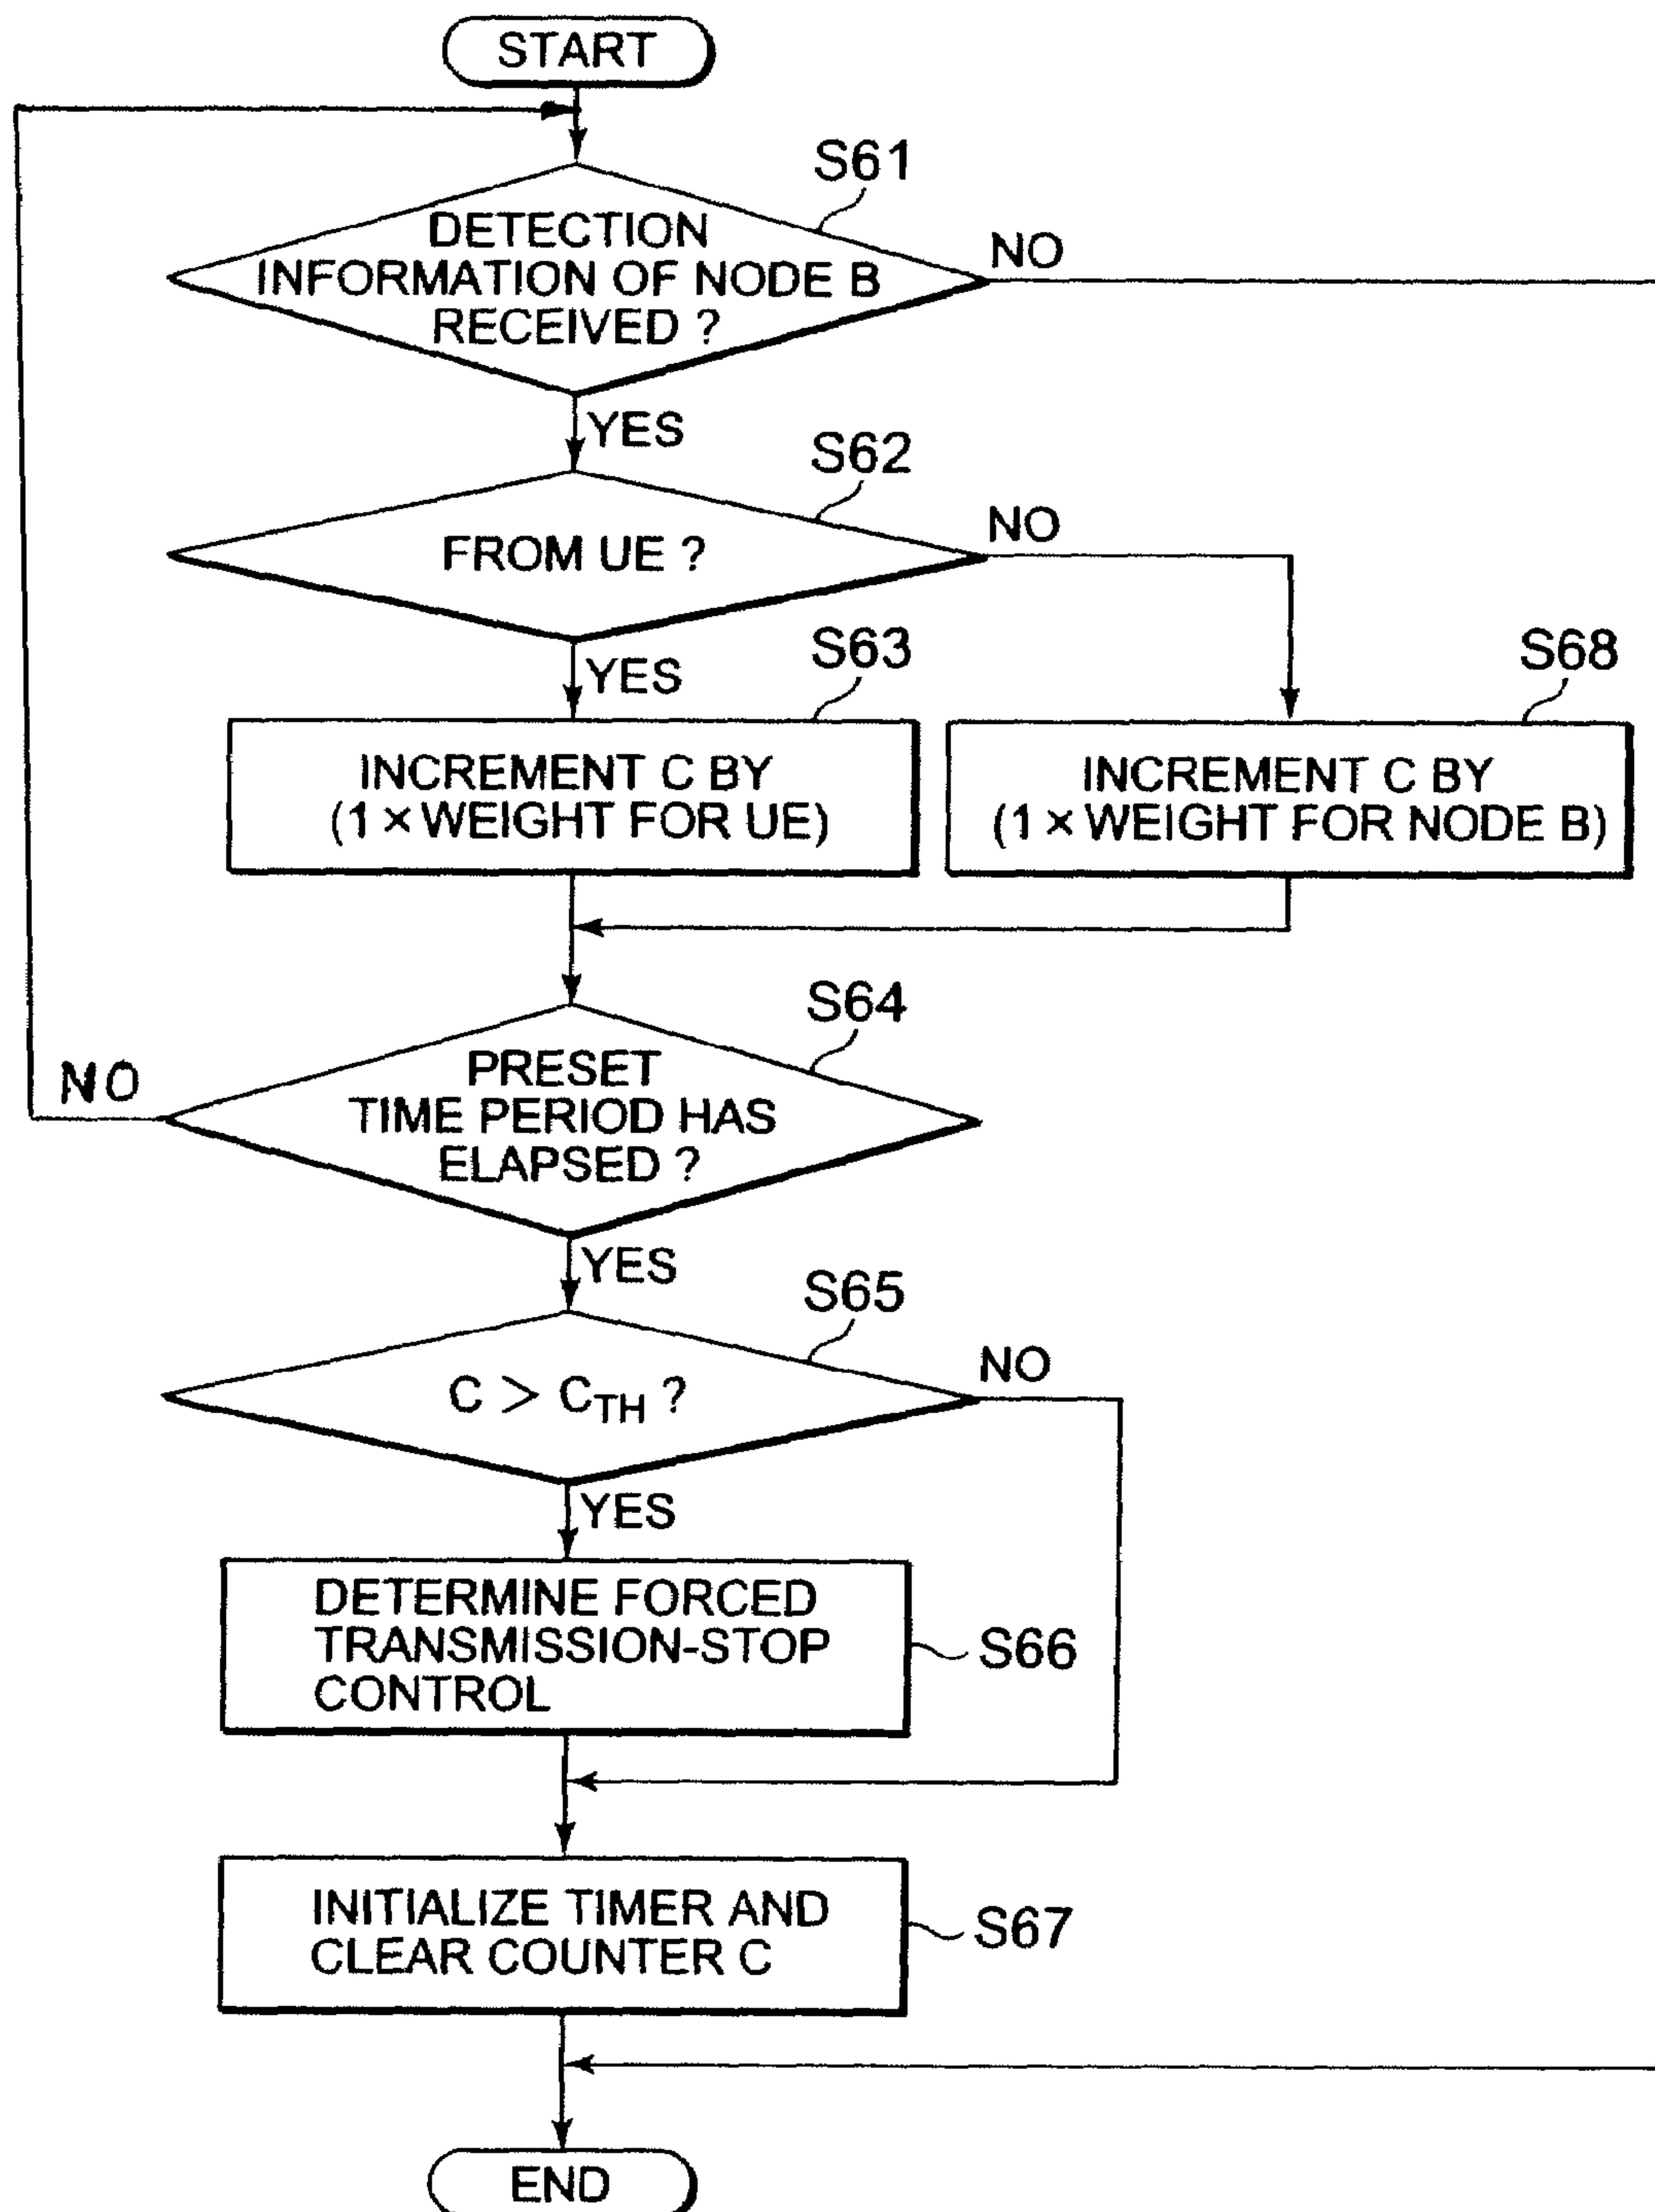 START
S61
DETECTION
INFORMATION OF NODE B
RECEIVED ?
NO
YES
S62
FROM UE ?
NO
YES
S63
S68
INCREMENT C BY
(1 × WEIGHT FOR UE)
INCREMENT C BY
(1 × WEIGHT FOR NODE B)
S64
PRESET
TIME PERIOD HAS
ELAPSED ?
NO
YES
S65
C > CTH ?
NO
YES
DETERMINE FORCED
TRANSMISSION-STOP
CONTROL
S66
INITIALIZE TIMER AND
CLEAR COUNTER C
S67
END